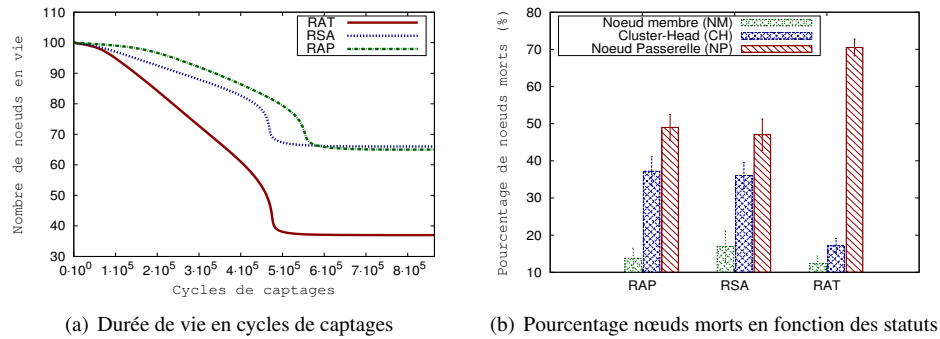 RAT
RSA
RAP
Nombre de noeuds en vie
100
90
80
70
60
50
40
30
0·10⁰ 1·10⁵ 2·10⁵ 3·10⁵ 4·10⁵ 5·10⁵ 6·10⁵ 7·10⁵ 8·10⁵
Cycles de captages
(a) Durée de vie en cycles de captages
Noeud membre (NM)
Cluster-Head (CH)
Noeud Passerelle (NP)
Pourcentage de noeuds morts (%)
80
70
60
50
40
30
20
10
RAP RSA RAT
(b) Pourcentage nœuds morts en fonction des statuts